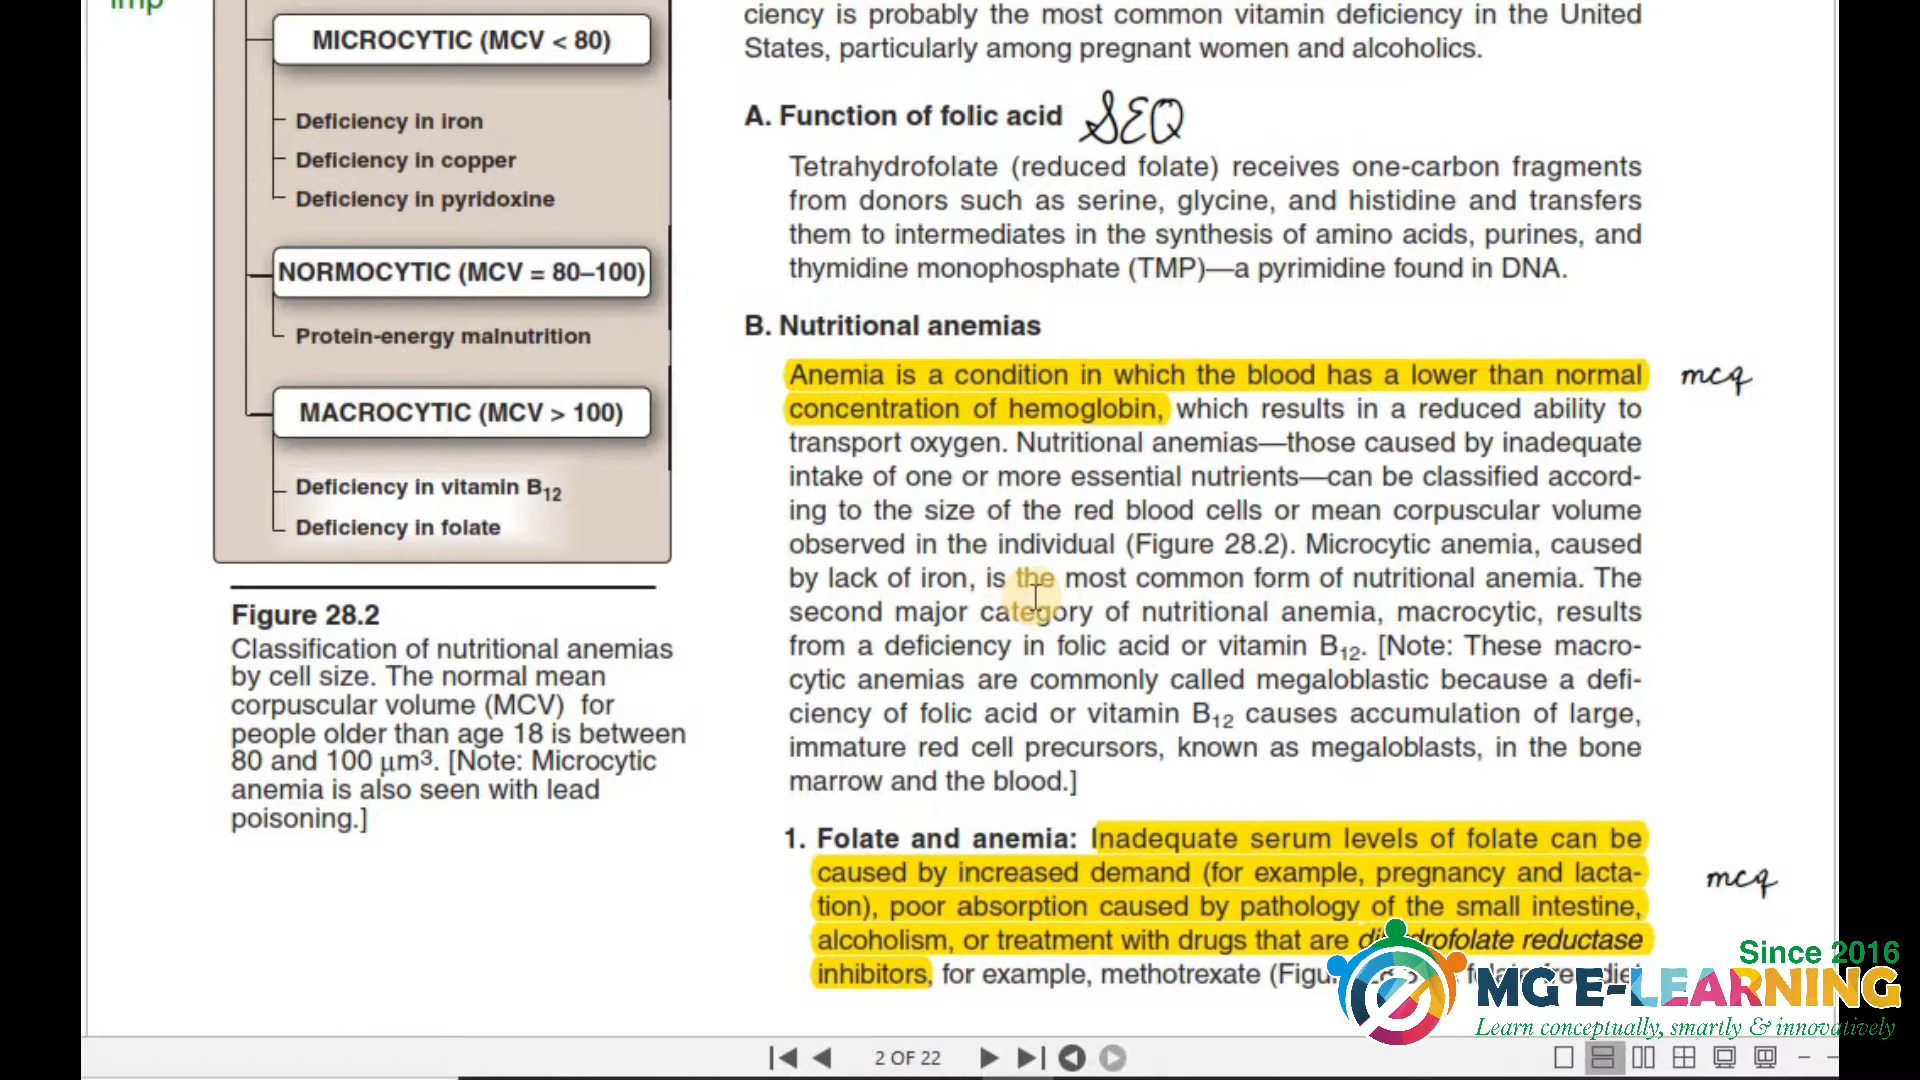 imp
MICROCYTIC (MCV < 80)
Deficiency in iron
Deficiency in copper
Deficiency in pyridoxine
NORMOCYTIC (MCV = 80–100)
Protein-energy malnutrition
MACROCYTIC (MCV > 100)
Deficiency in vitamin B12
Deficiency in folate
Figure 28.2
Classification of nutritional anemias
by cell size. The normal mean
corpuscular volume (MCV) for
people older than age 18 is between
80 and 100 μm³. [Note: Microcytic
anemia is also seen with lead
poisoning.]
ciency is probably the most common vitamin deficiency in the United
States, particularly among pregnant women and alcoholics.
A. Function of folic acid SEQ
Tetrahydrofolate (reduced folate) receives one-carbon fragments
from donors such as serine, glycine, and histidine and transfers
them to intermediates in the synthesis of amino acids, purines, and
thymidine monophosphate (TMP)—a pyrimidine found in DNA.
B. Nutritional anemias
Anemia is a condition in which the blood has a lower than normal mcq
concentration of hemoglobin, which results in a reduced ability to
transport oxygen. Nutritional anemias—those caused by inadequate
intake of one or more essential nutrients—can be classified accord-
ing to the size of the red blood cells or mean corpuscular volume
observed in the individual (Figure 28.2). Microcytic anemia, caused
by lack of iron, is the most common form of nutritional anemia. The
second major category of nutritional anemia, macrocytic, results
from a deficiency in folic acid or vitamin B12. [Note: These macro-
cytic anemias are commonly called megaloblastic because a defi-
ciency of folic acid or vitamin B12 causes accumulation of large,
immature red cell precursors, known as megaloblasts, in the bone
marrow and the blood.]
1. Folate and anemia: Inadequate serum levels of folate can be
caused by increased demand (for example, pregnancy and lacta- mcq
tion), poor absorption caused by pathology of the small intestine,
alcoholism, or treatment with drugs that are dihydrofolate reductase
inhibitors, for example, methotrexate
Since 2016
MG E-LEARNING
Learn conceptually, smartly & innovatively
2 OF 22